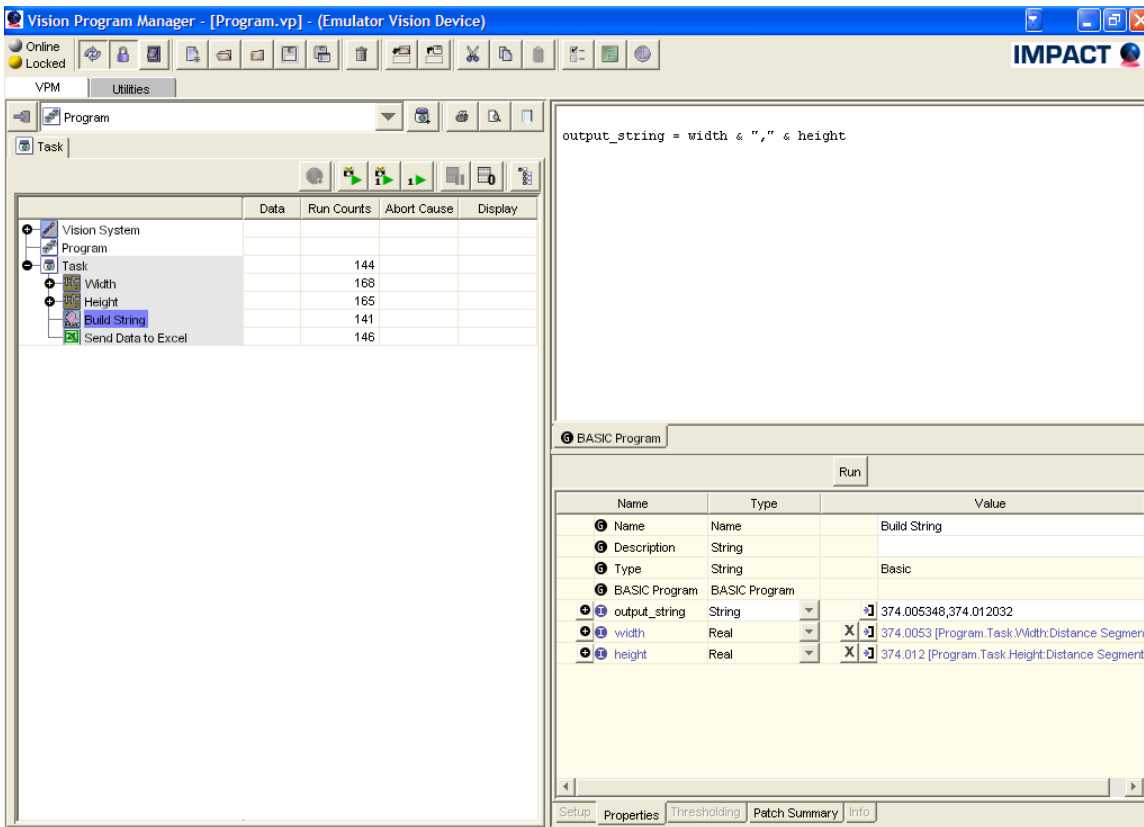 Vision Program Manager - [Program.vp] - (Emulator Vision Device)
Online
Locked
IMPACT
VPM Utilities
Program
Task
Data Run Counts Abort Cause Display
Vision System
Program
Task 144
Width 168
Height 165
Build String 141
Send Data to Excel 146
output_string = width & "," & height
BASIC Program
Run
Name Type Value
Name Name Build String
Description String
Type String Basic
BASIC Program BASIC Program
output_string String 374.005348,374.012032
width Real X 374.0053 [Program.Task.Width:Distance Segmen
height Real X 374.012 [Program.Task.Height:Distance Segment
Setup Properties Thresholding Patch Summary Info